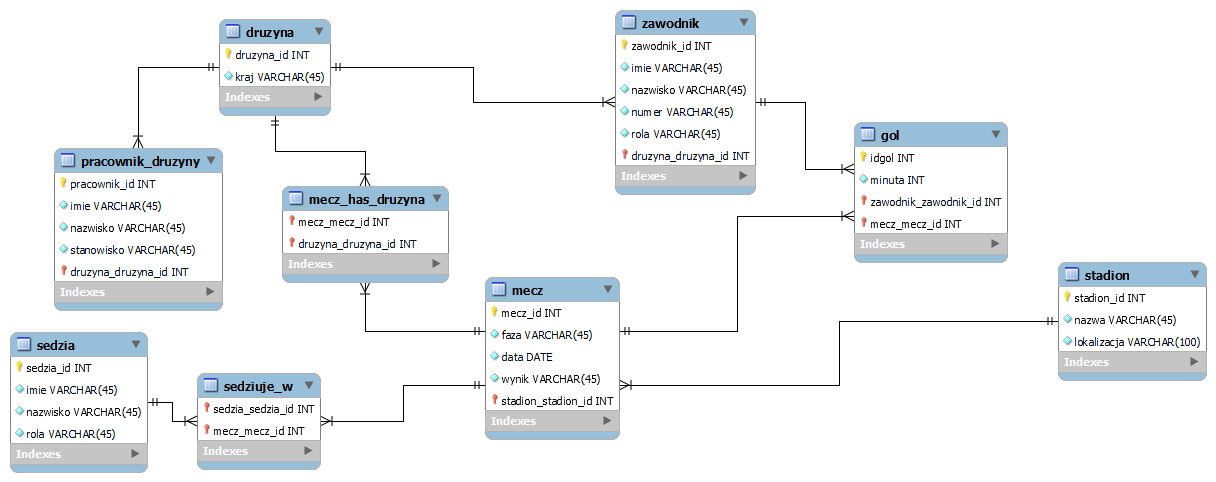 druzyna
druzyna_id INT
kraj VARCHAR(45)
Indexes
zawodnik
zawodnik_id INT
imie VARCHAR(45)
nazwisko VARCHAR(45)
numer VARCHAR(45)
rola VARCHAR(45)
druzyna_druzyna_id INT
Indexes
gol
idgol INT
minuta INT
zawodnik_zawodnik_id INT
mecz_mecz_id INT
Indexes
pracownik_druzyny
pracownik_id INT
imie VARCHAR(45)
nazwisko VARCHAR(45)
stanowisko VARCHAR(45)
druzyna_druzyna_id INT
Indexes
mecz_has_druzyna
mecz_mecz_id INT
druzyna_druzyna_id INT
Indexes
mecz
mecz_id INT
faza VARCHAR(45)
data DATE
wynik VARCHAR(45)
stadion_stadion_id INT
Indexes
stadion
stadion_id INT
nazwa VARCHAR(45)
lokalizacja VARCHAR(100)
Indexes
sedzia
sedzia_id INT
imie VARCHAR(45)
nazwisko VARCHAR(45)
rola VARCHAR(45)
Indexes
sedziuje_w
sedzia_sedzia_id INT
mecz_mecz_id INT
Indexes